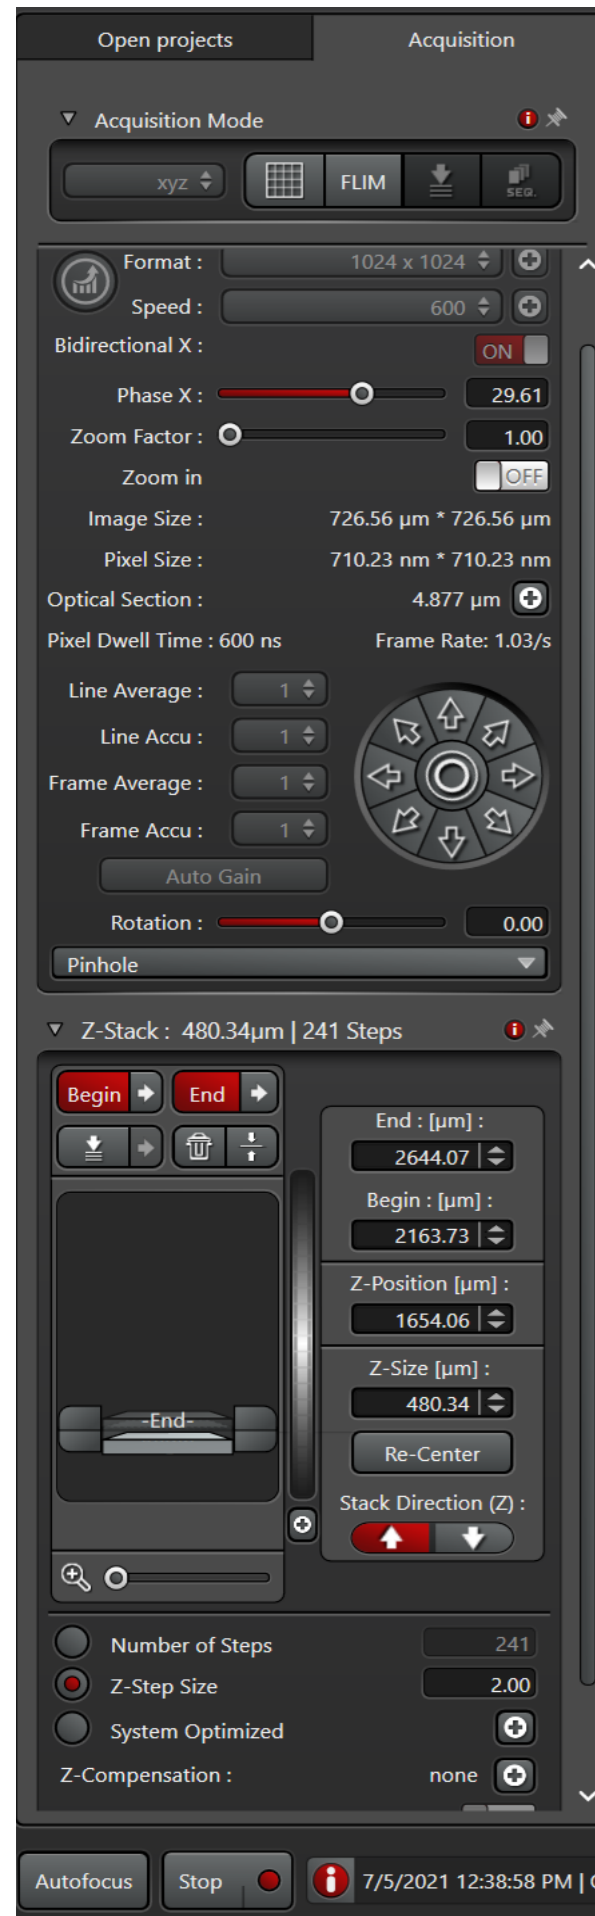 Open projects Acquisition
Acquisition Mode
xyz FLIM SEQ.
Format : 1024 x 1024
Speed : 600
Bidirectional X : ON
Phase X : 29.61
Zoom Factor : 1.00
Zoom in OFF
Image Size : 726.56 µm * 726.56 µm
Pixel Size : 710.23 nm * 710.23 nm
Optical Section : 4.877 µm
Pixel Dwell Time : 600 ns Frame Rate: 1.03/s
Line Average : 1
Line Accu : 1
Frame Average : 1
Frame Accu : 1
Auto Gain
Rotation : 0.00
Pinhole
Z-Stack : 480.34µm | 241 Steps
Begin End
End : [µm] :
2644.07
Begin : [µm] :
2163.73
Z-Position [µm] :
1654.06
Z-Size [µm] :
480.34
-End-
Re-Center
Stack Direction (Z) :
Number of Steps 241
Z-Step Size 2.00
System Optimized
Z-Compensation : none
Autofocus Stop 7/5/2021 12:38:58 PM |